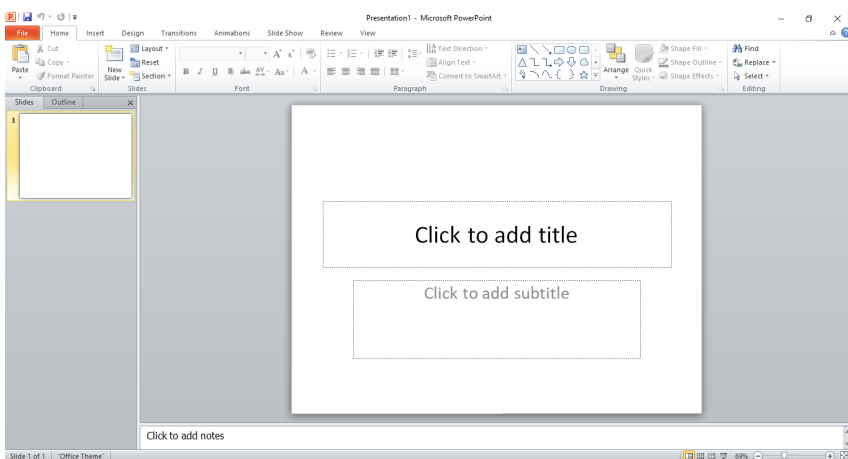 Presentation1 - Microsoft PowerPoint
File Home Insert Design Transitions Animations Slide Show Review View
Cut
Copy
Format Painter
Paste
Clipboard
New Slide
Layout
Reset
Section
Slides
B I U S abc AV Aa A
Font
Text Direction
Align Text
Convert to SmartArt
Paragraph
Arrange
Quick Styles
Shape Fill
Shape Outline
Shape Effects
Drawing
Find
Replace
Select
Editing
Slides Outline
1
Click to add title
Click to add subtitle
Click to add notes
Slide 1 of 1 "Office Theme" 69%